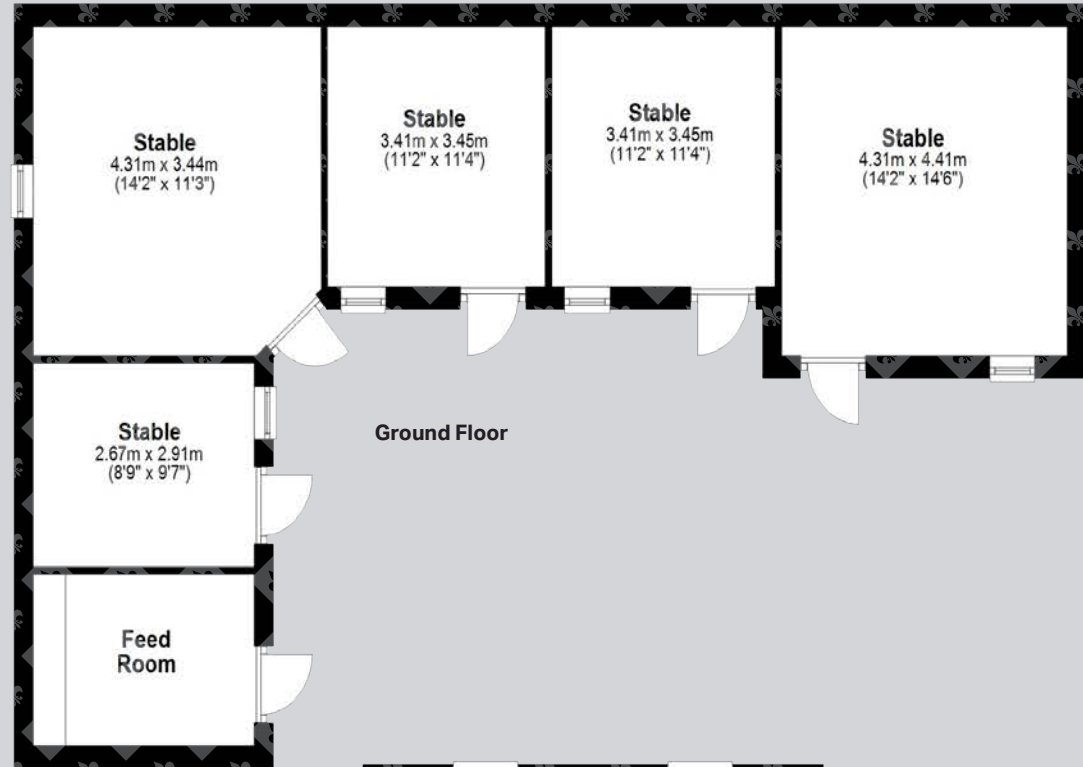 Stable
4.31m x 3.44m
(14'2" x 11'3")
Stable
3.41m x 3.45m
(11'2" x 11'4")
Stable
3.41m x 3.45m
(11'2" x 11'4")
Stable
4.31m x 4.41m
(14'2" x 14'6")
Stable
2.67m x 2.91m
(8'9" x 9'7")
Ground Floor
Feed
Room